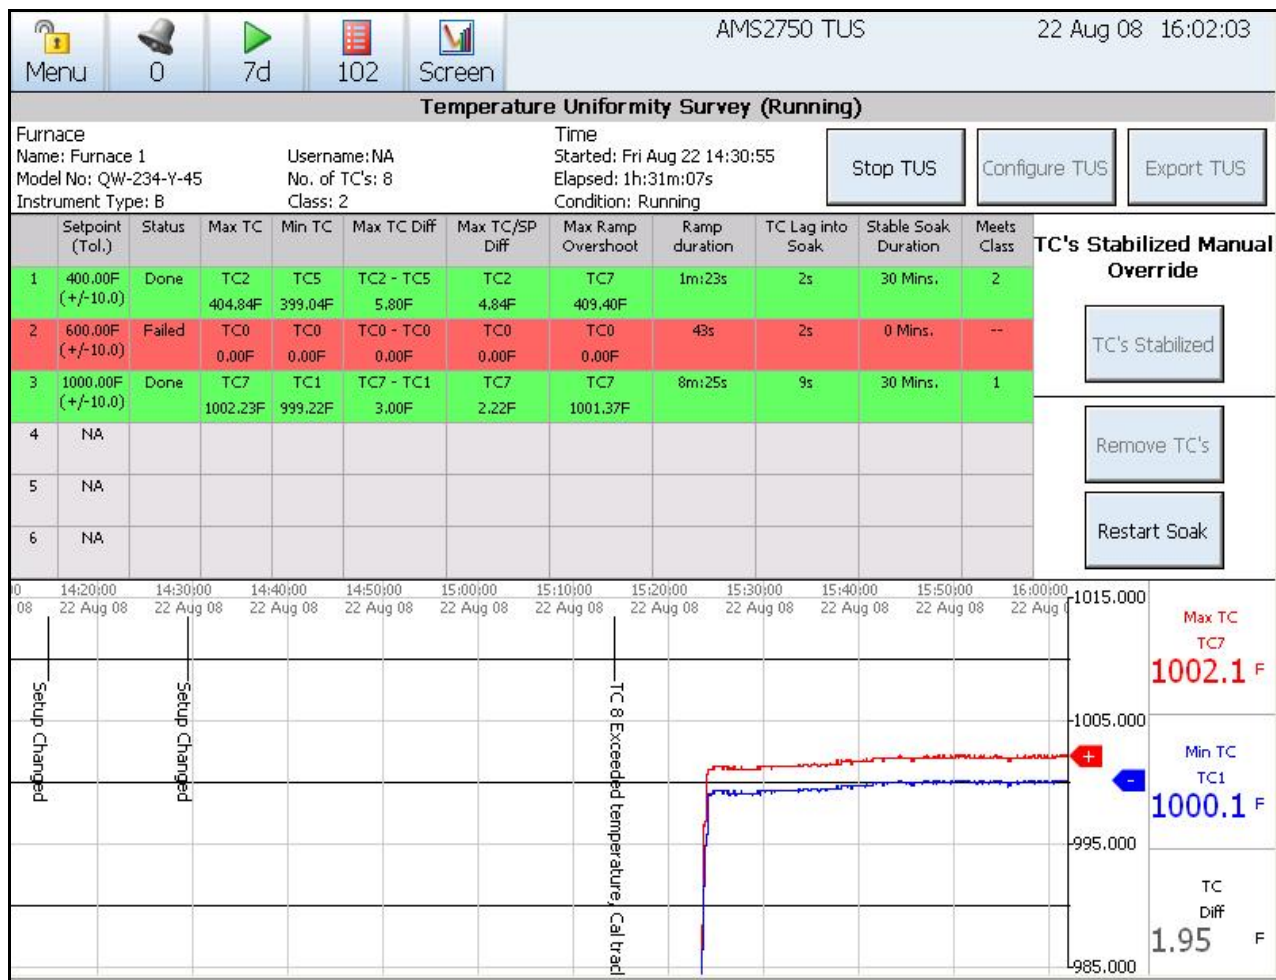 Menu 0 7d 102 Screen AMS2750 TUS 22 Aug 08 16:02:03
Temperature Uniformity Survey (Running)
Furnace
Name: Furnace 1
Model No: QW-234-Y-45
Instrument Type: B
Username:NA
No. of TC's: 8
Class: 2
Time
Started: Fri Aug 22 14:30:55
Elapsed: 1h:31m:07s
Condition: Running
Stop TUS
Configure TUS
Export TUS
Setpoint (Tol.) Status Max TC Min TC Max TC Diff Max TC/SP Diff Max Ramp Overshoot Ramp duration TC Lag into Soak Stable Soak Duration Meets Class
1 400.00F Done TC2 TC5 TC2 - TC5 TC2 TC7 1m:23s 2s 30 Mins. 2
(+/-10.0) 404.84F 399.04F 5.80F 4.84F 409.40F
2 600.00F Failed TC0 TC0 TC0 - TC0 TC0 TC0 43s 2s 0 Mins. --
(+/-10.0) 0.00F 0.00F 0.00F 0.00F 0.00F
3 1000.00F Done TC7 TC1 TC7 - TC1 TC7 TC7 8m:25s 9s 30 Mins. 1
(+/-10.0) 1002.23F 999.22F 3.00F 2.22F 1001.37F
4 NA
5 NA
6 NA
TC's Stabilized Manual
Override
TC's Stabilized
Remove TC's
Restart Soak
0 14:20:00 14:30:00 14:40:00 14:50:00 15:00:00 15:10:00 15:20:00 15:30:00 15:40:00 15:50:00 16:00:00
08 22 Aug 08 22 Aug 08 22 Aug 08 22 Aug 08 22 Aug 08 22 Aug 08 22 Aug 08 22 Aug 08 22 Aug 08 22 Aug 08 22 Aug
Setup Changed
Setup Changed
TC 8 Exceeded temperature, Cal tracl
1015.000
1005.000
995.000
985.000
+
-
Max TC
TC7
1002.1 F
Min TC
TC1
1000.1 F
TC
Diff
1.95 F